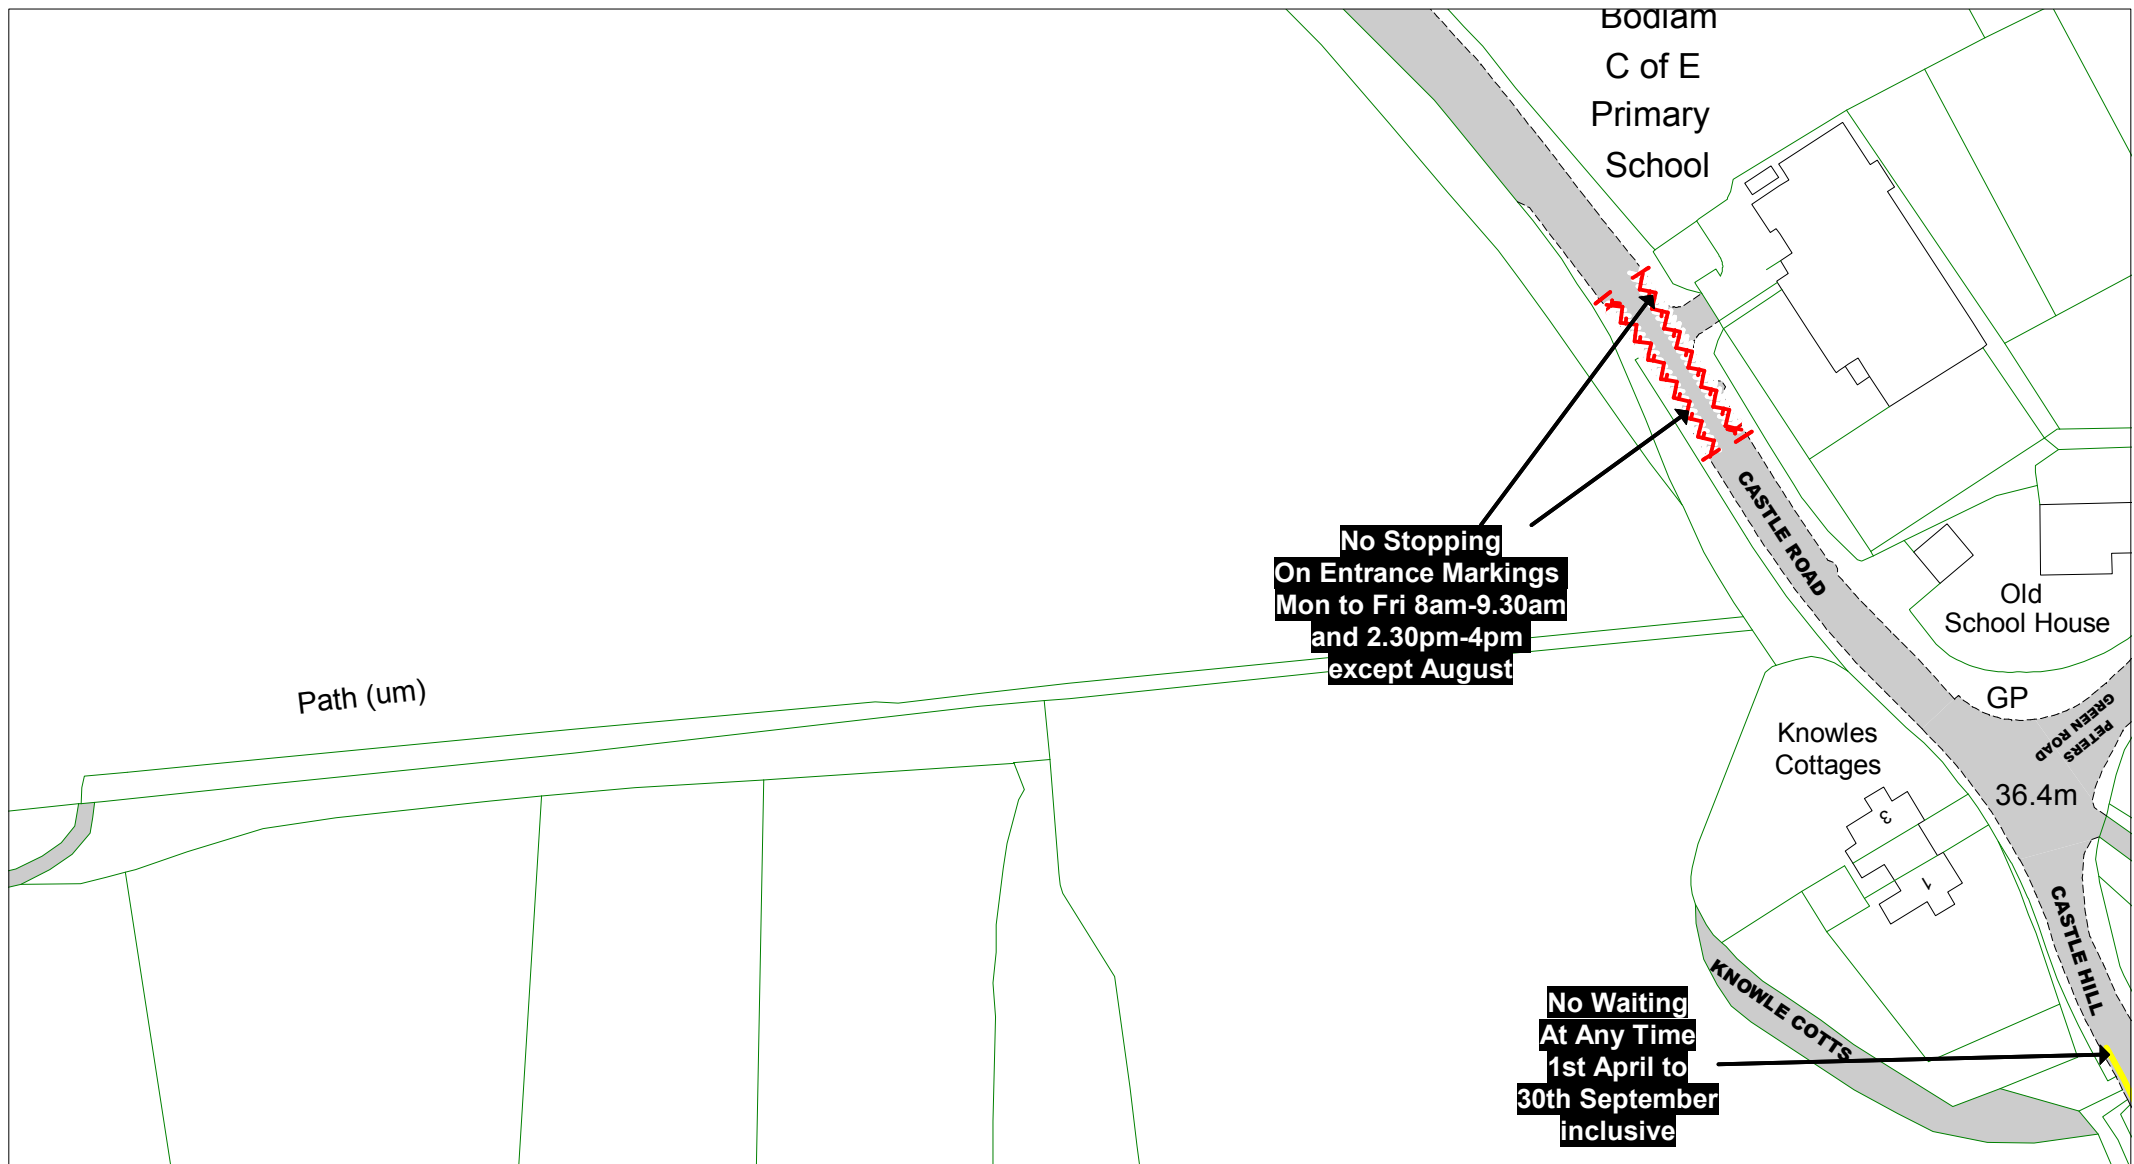 Bodiam
C of E
Primary
School
CASTLE ROAD
No Stopping
On Entrance Markings
Mon to Fri 8am-9.30am
and 2.30pm-4pm
except August
Old
School House
Path (um)
GP
PETERS
GREEN ROAD
Knowles
Cottages
36.4m
3
1
CASTLE HILL
KNOWLE COTTS
No Waiting
At Any Time
1st April to
30th September
inclusive